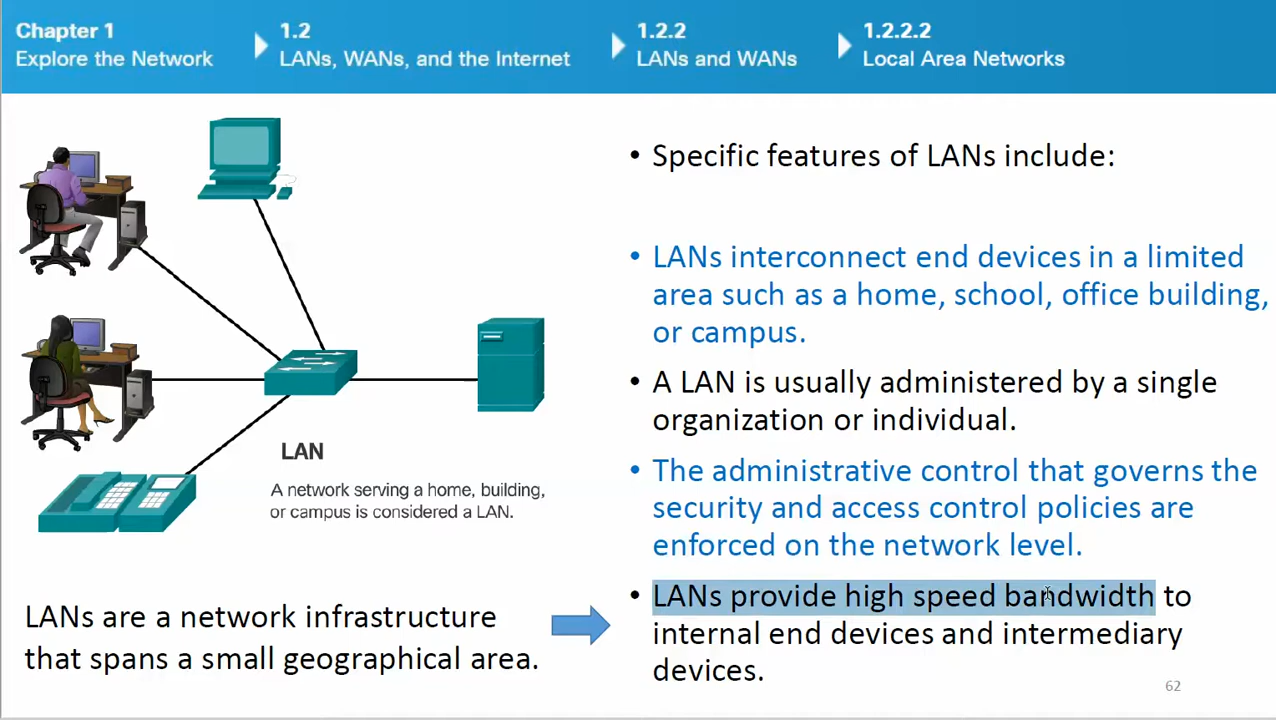 Chapter 1
Explore the Network
1.2
LANs, WANs, and the Internet
1.2.2
LANs and WANs
1.2.2.2
Local Area Networks
LAN
A network serving a home, building,
or campus is considered a LAN.
LANs are a network infrastructure
that spans a small geographical area.
• Specific features of LANs include:
• LANs interconnect end devices in a limited
area such as a home, school, office building,
or campus.
• A LAN is usually administered by a single
organization or individual.
• The administrative control that governs the
security and access control policies are
enforced on the network level.
• LANs provide high speed bandwidth to
internal end devices and intermediary
devices.
62